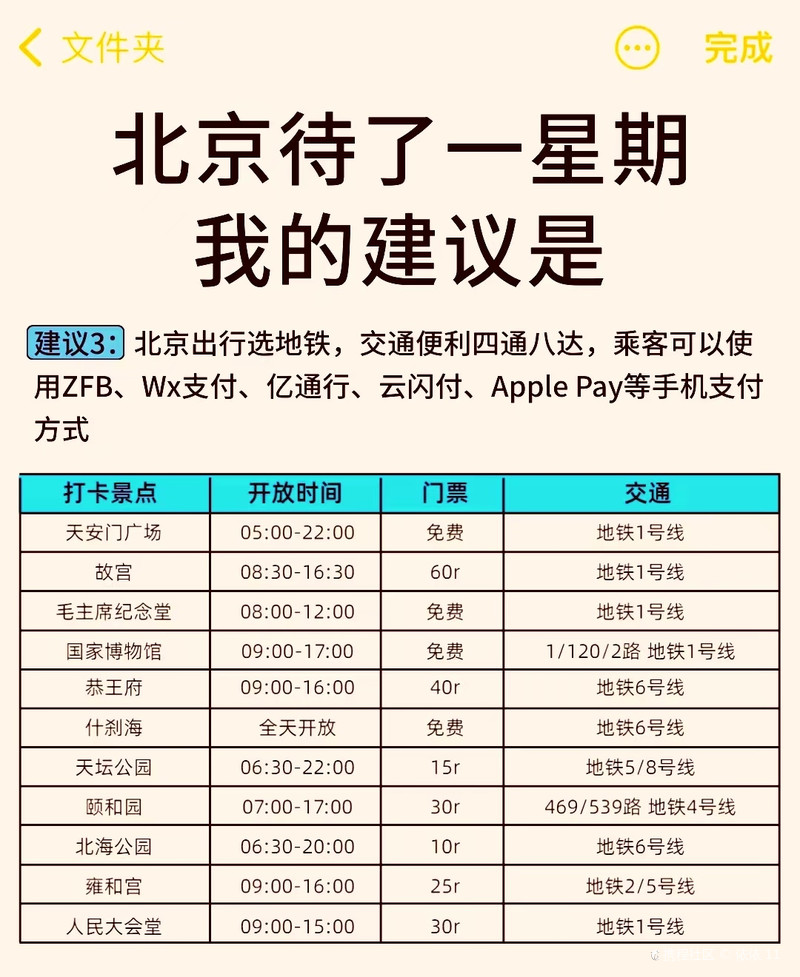 文件夹 完成
北京待了一星期
我的建议是
建议3：北京出行选地铁，交通便利四通八达，乘客可以使
用ZFB、Wx支付、亿通行、云闪付、Apple Pay等手机支付
方式
打卡景点 开放时间 门票 交通
天安门广场 05:00-22:00 免费 地铁1号线
故宫 08:30-16:30 60r 地铁1号线
毛主席纪念堂 08:00-12:00 免费 地铁1号线
国家博物馆 09:00-17:00 免费 1/120/2路 地铁1号线
恭王府 09:00-16:00 40r 地铁6号线
什刹海 全天开放 免费 地铁6号线
天坛公园 06:30-22:00 15r 地铁5/8号线
颐和园 07:00-17:00 30r 469/539路 地铁4号线
北海公园 06:30-20:00 10r 地铁6号线
雍和宫 09:00-16:00 25r 地铁2/5号线
人民大会堂 09:00-15:00 30r 地铁1号线